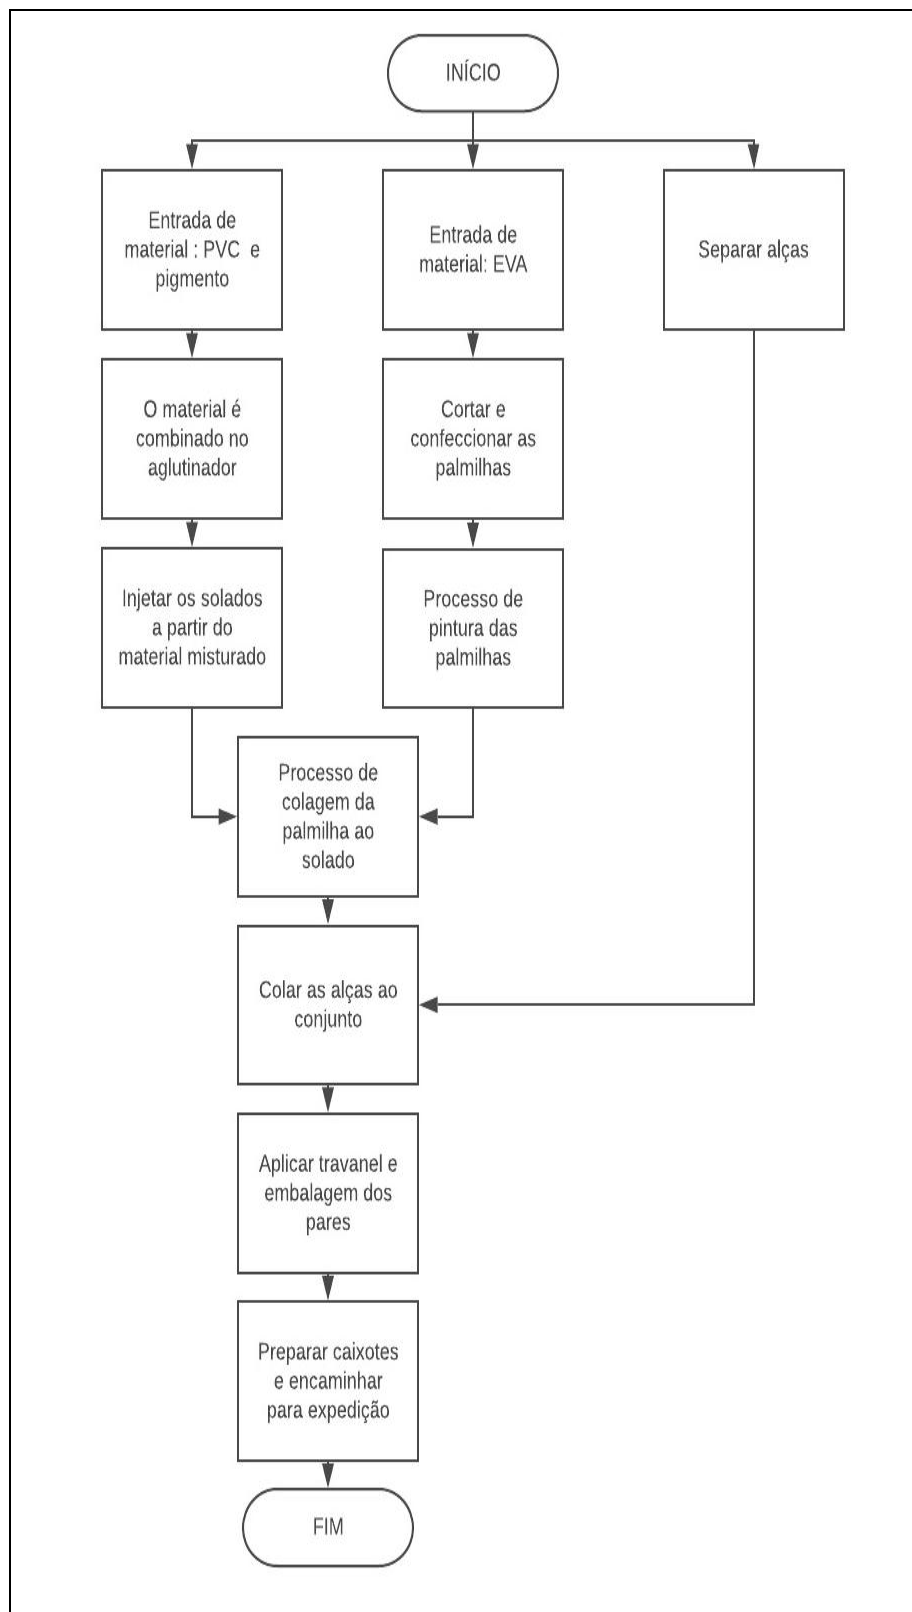 INÍCIO
Entrada de
material : PVC e
pigmento
Entrada de
material: EVA
Separar alças
O material é
combinado no
aglutinador
Cortar e
confeccionar as
palmilhas
Injetar os solados
a partir do
material misturado
Processo de
pintura das
palmilhas
Processo de
colagem da
palmilha ao
solado
Colar as alças ao
conjunto
Aplicar travanel e
embalagem dos
pares
Preparar caixotes
e encaminhar
para expedição
FIM